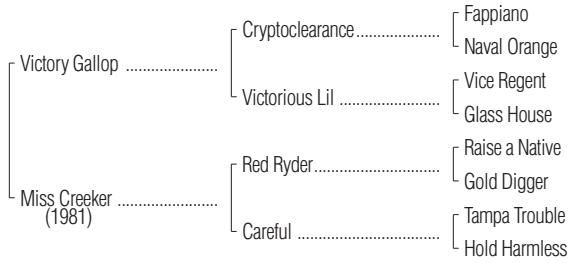 Fappiano
Cryptoclearance....................
Naval Orange
Victory Gallop ......................
Vice Regent
Victorious Lil ........................
Glass House
Raise a Native
Red Ryder..............................
Gold Digger
Miss Creeker ........................
(1981)
Tampa Trouble
Careful ..................................
Hold Harmless